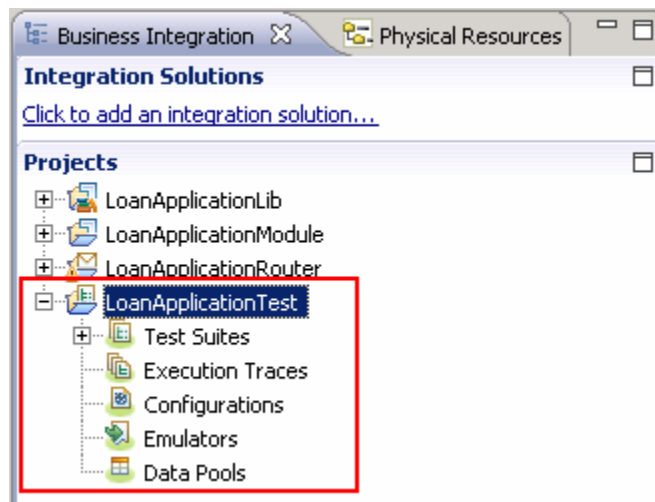 Business Integration Physical Resources
Integration Solutions
Click to add an integration solution...
Projects
LoanApplicationLib
LoanApplicationModule
LoanApplicationRouter
LoanApplicationTest
Test Suites
Execution Traces
Configurations
Emulators
Data Pools